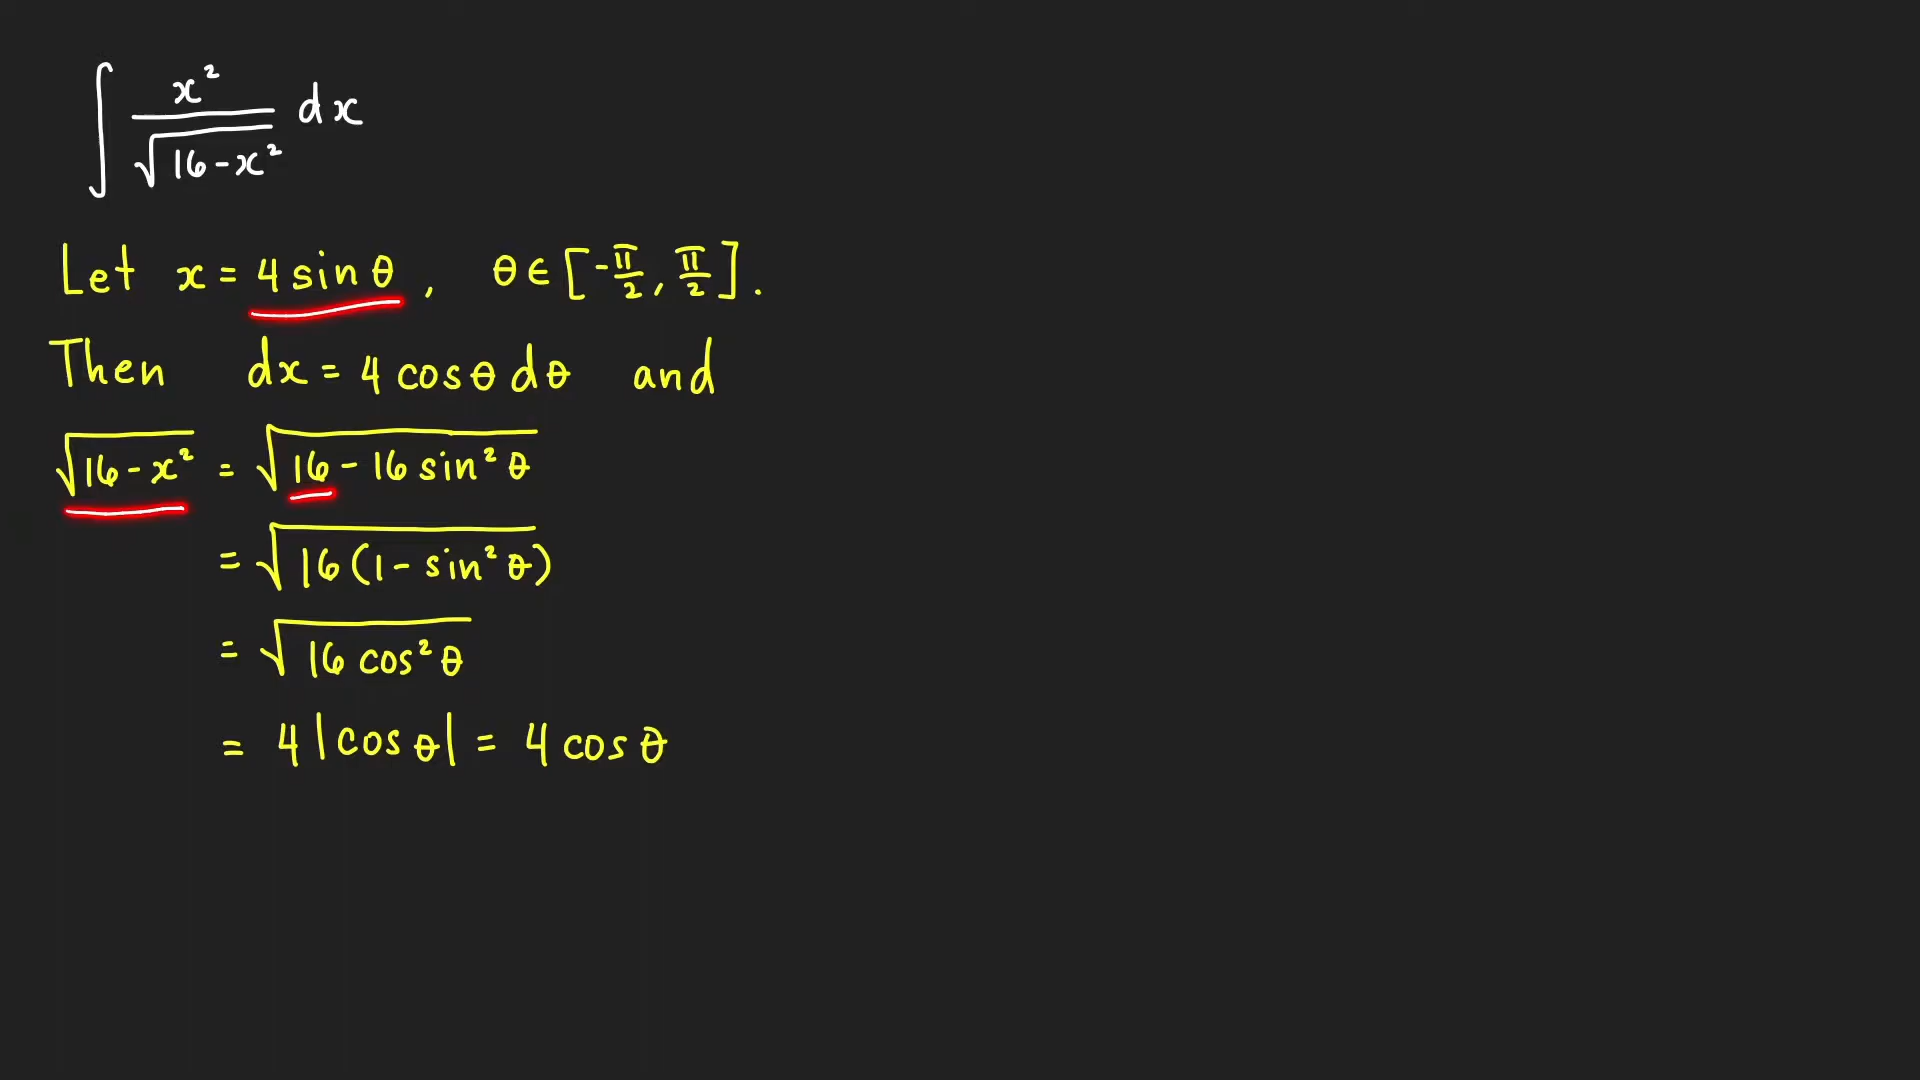 ∫ x² / √(16 - x²) dx
Let x = 4 sin θ, θ ∈ [-π/2, π/2].
Then dx = 4 cos θ dθ and
√(16 - x²) = √(16 - 16 sin² θ)
= √(16 (1 - sin² θ))
= √(16 cos² θ)
= 4 |cos θ| = 4 cos θ